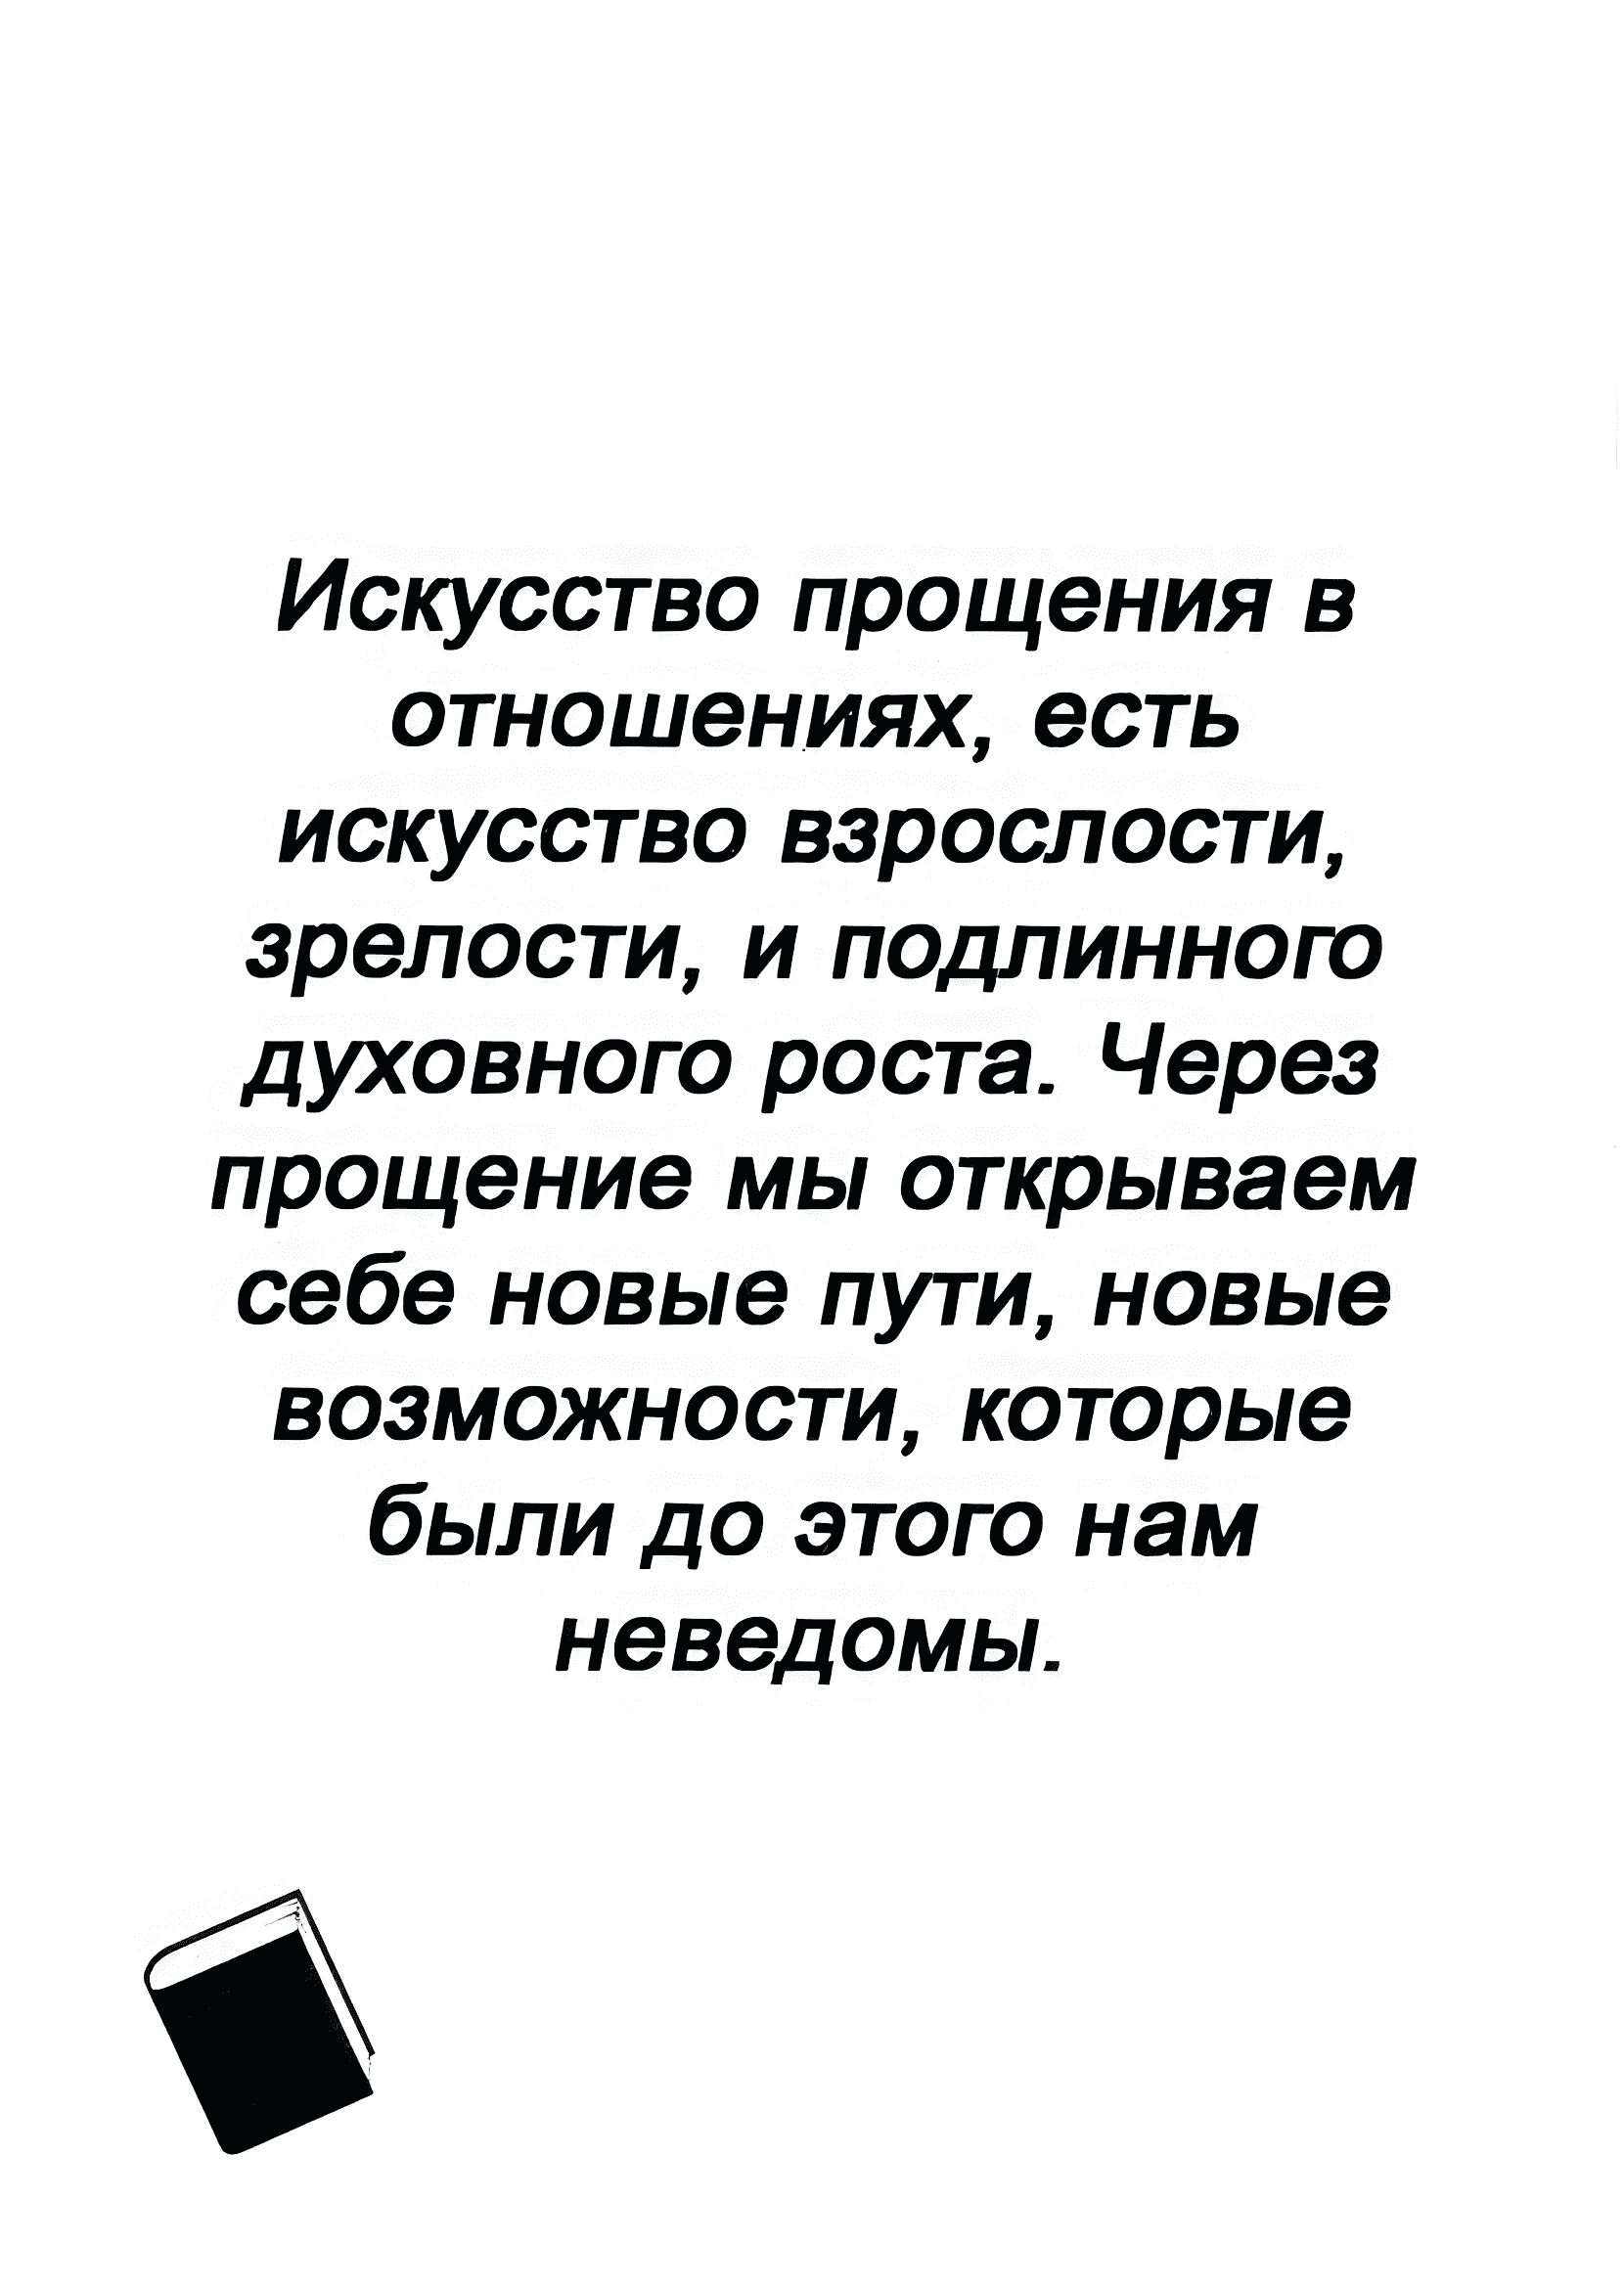 Искусство прощения в
отношениях, есть
искусство взрослости,
зрелости, и подлинного
духовного роста. Через
прощение мы открываем
себе новые пути, новые
возможности, которые
были до этого нам
неведомы.